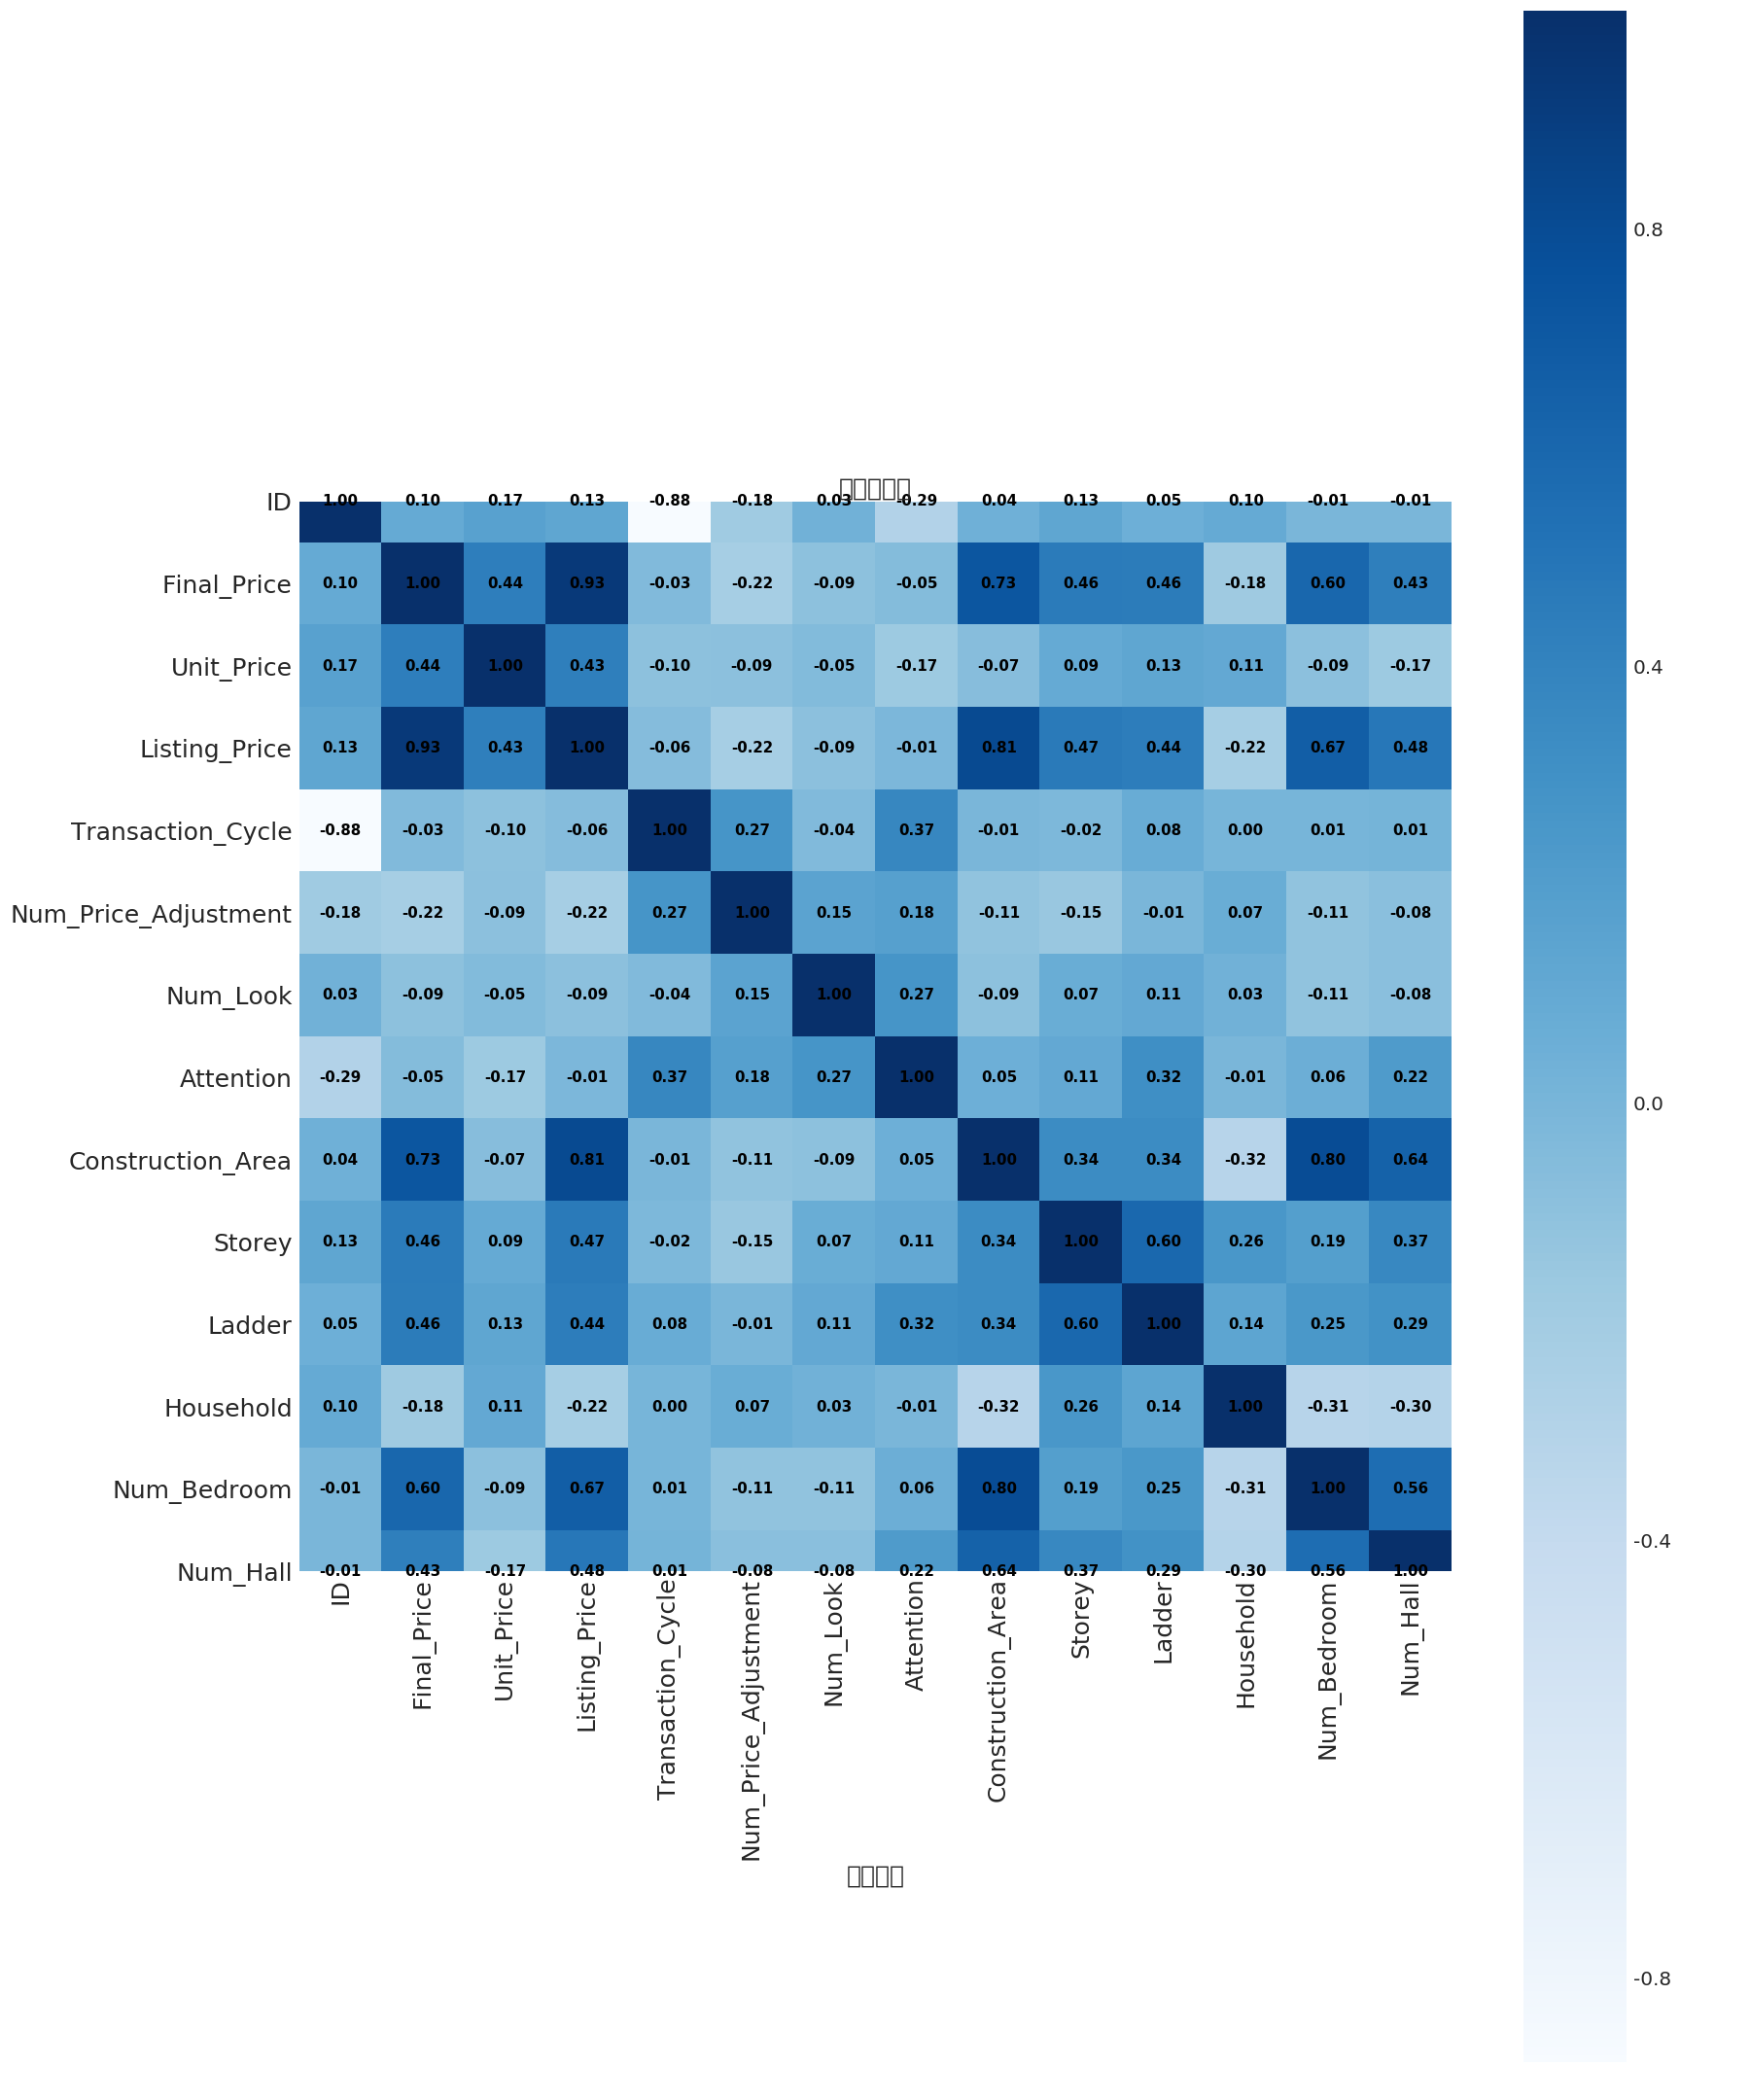 ID 1.00 0.10 0.17 0.13 -0.88 -0.18 0.03 -0.29 0.04 0.13 0.05 0.10 -0.01 -0.01
Final_Price 0.10 1.00 0.44 0.93 -0.03 -0.22 -0.09 -0.05 0.73 0.46 0.46 -0.18 0.60 0.43
Unit_Price 0.17 0.44 1.00 0.43 -0.10 -0.09 -0.05 -0.17 -0.07 0.09 0.13 0.11 -0.09 -0.17
Listing_Price 0.13 0.93 0.43 1.00 -0.06 -0.22 -0.09 -0.01 0.81 0.47 0.44 -0.22 0.67 0.48
Transaction_Cycle -0.88 -0.03 -0.10 -0.06 1.00 0.27 -0.04 0.37 -0.01 -0.02 0.08 0.00 0.01 0.01
Num_Price_Adjustment -0.18 -0.22 -0.09 -0.22 0.27 1.00 0.15 0.18 -0.11 -0.15 -0.01 0.07 -0.11 -0.08
Num_Look 0.03 -0.09 -0.05 -0.09 -0.04 0.15 1.00 0.27 -0.09 0.07 0.11 0.03 -0.11 -0.08
Attention -0.29 -0.05 -0.17 -0.01 0.37 0.18 0.27 1.00 0.05 0.11 0.32 -0.01 0.06 0.22
Construction_Area 0.04 0.73 -0.07 0.81 -0.01 -0.11 -0.09 0.05 1.00 0.34 0.34 -0.32 0.80 0.64
Storey 0.13 0.46 0.09 0.47 -0.02 -0.15 0.07 0.11 0.34 1.00 0.60 0.26 0.19 0.37
Ladder 0.05 0.46 0.13 0.44 0.08 -0.01 0.11 0.32 0.34 0.60 1.00 0.14 0.25 0.29
Household 0.10 -0.18 0.11 -0.22 0.00 0.07 0.03 -0.01 -0.32 0.26 0.14 1.00 -0.31 -0.30
Num_Bedroom -0.01 0.60 -0.09 0.67 0.01 -0.11 -0.11 0.06 0.80 0.19 0.25 -0.31 1.00 0.56
Num_Hall -0.01 0.43 -0.17 0.48 0.01 -0.08 -0.08 0.22 0.64 0.37 0.29 -0.30 0.56 1.00
ID
Final_Price
Unit_Price
Listing_Price
Transaction_Cycle
Num_Price_Adjustment
Num_Look
Attention
Construction_Area
Storey
Ladder
Household
Num_Bedroom
Num_Hall
0.8
0.4
0.0
-0.4
-0.8